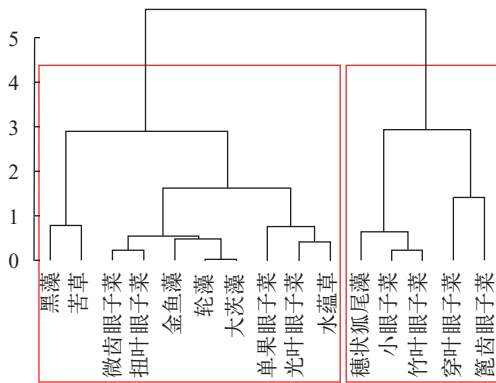 5
4
3
2
1
0
黑藻
苦草
微齿眼子菜
扭叶眼子菜
金鱼藻
轮藻
大茨藻
单果眼子菜
光叶眼子菜
水蕴草
穗状狐尾藻
小眼子菜
竹叶眼子菜
穿叶眼子菜
篦齿眼子菜